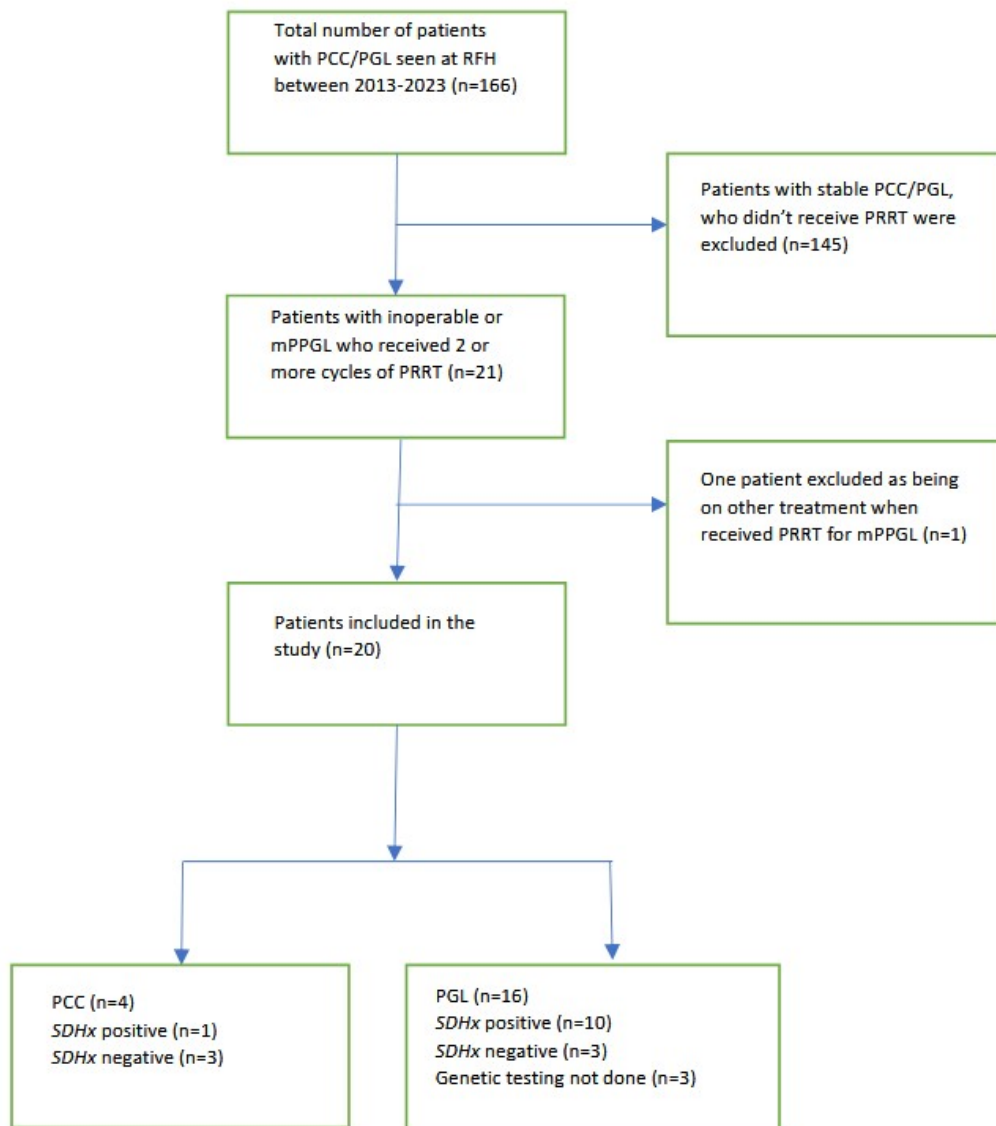 Total number of patients
with PCC/PGL seen at RFH
between 2013-2023 (n=166)
Patients with stable PCC/PGL,
who didn’t receive PRRT were
excluded (n=145)
Patients with inoperable or
mPPGL who received 2 or
more cycles of PRRT (n=21)
One patient excluded as being
on other treatment when
received PRRT for mPPGL (n=1)
Patients included in the
study (n=20)
PCC (n=4)
SDHx positive (n=1)
SDHx negative (n=3)
PGL (n=16)
SDHx positive (n=10)
SDHx negative (n=3)
Genetic testing not done (n=3)